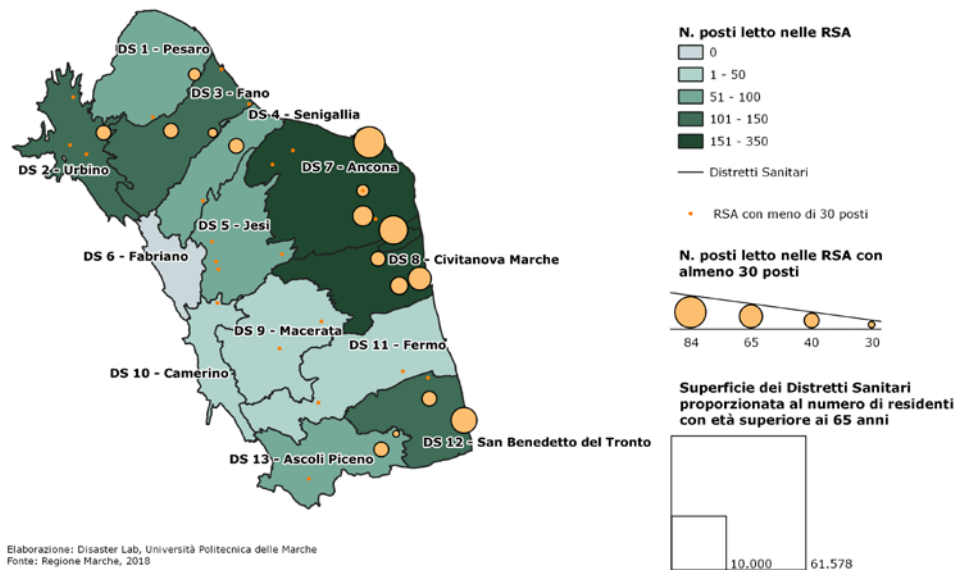 DS 1 - Pesaro
DS 3 - Fano
DS 4 - Senigallia
DS 2 - Urbino
DS 7 - Ancona
DS 5 - Jesi
DS 6 - Fabriano
DS 8 - Civitanova Marche
DS 9 - Macerata
DS 11 - Fermo
DS 10 - Camerino
DS 12 - San Benedetto del Tronto
DS 13 - Ascoli Piceno
N. posti letto nelle RSA
0
1 - 50
51 - 100
101 - 150
151 - 350
Distretti Sanitari
RSA con meno di 30 posti
N. posti letto nelle RSA con
almeno 30 posti
84 65 40 30
Superficie dei Distretti Sanitari
proporzionata al numero di residenti
con età superiore ai 65 anni
10.000 61.578
Elaborazione: Disaster Lab, Università Politecnica delle Marche
Fonte: Regione Marche, 2018